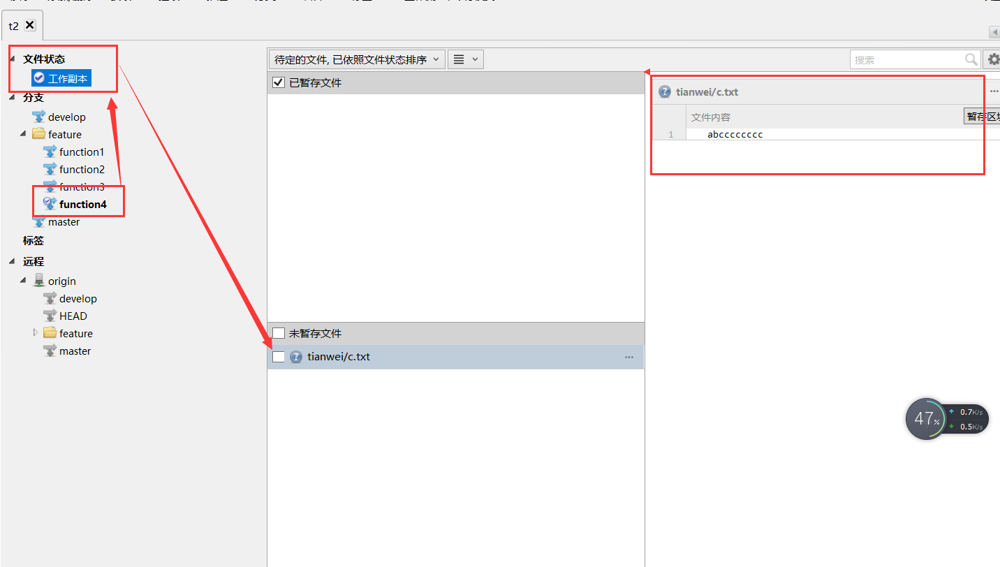 t2
文件状态
工作副本
分支
develop
feature
function1
function2
function3
function4
master
标签
远程
origin
develop
HEAD
feature
master
待定的文件, 已依照文件状态排序
已暂存文件
未暂存文件
tianwei/c.txt
搜索
tianwei/c.txt
文件内容
暂存区块
1 abcccccccc
47%
0.7K/s
0.5K/s